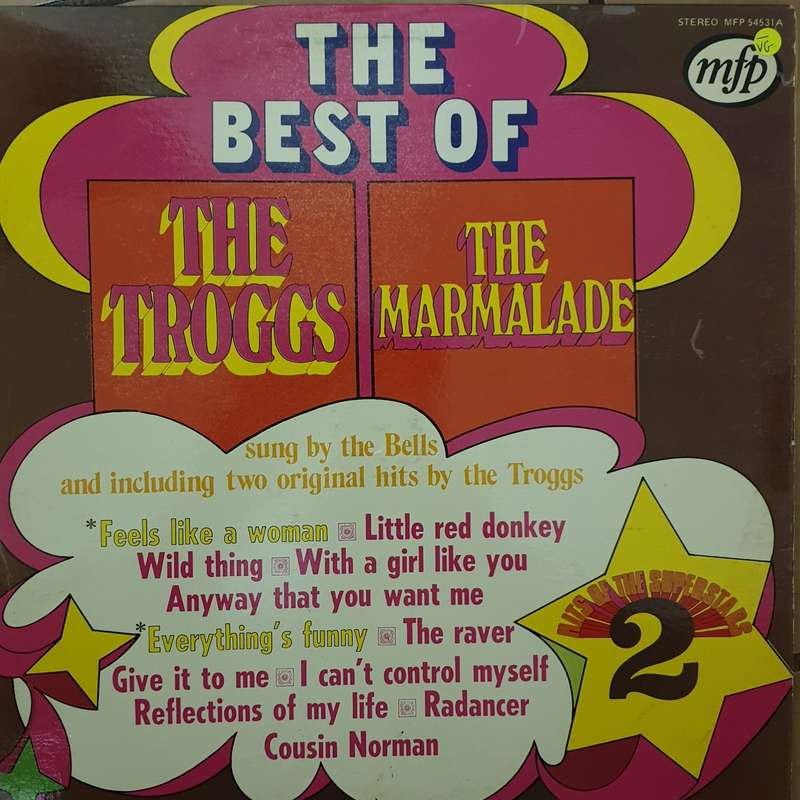 STEREO MFP 54531A
mfp
VG
THE
BEST OF
THE
TROGGS
THE
MARMALADE
sung by the Bells
and including two original hits by the Troggs
*Feels like a woman Little red donkey
Wild thing With a girl like you
Anyway that you want me
*Everything's funny The raver
Give it to me I can't control myself
Reflections of my life Radancer
Cousin Norman
HITS OF THE SUPERSTARS
2